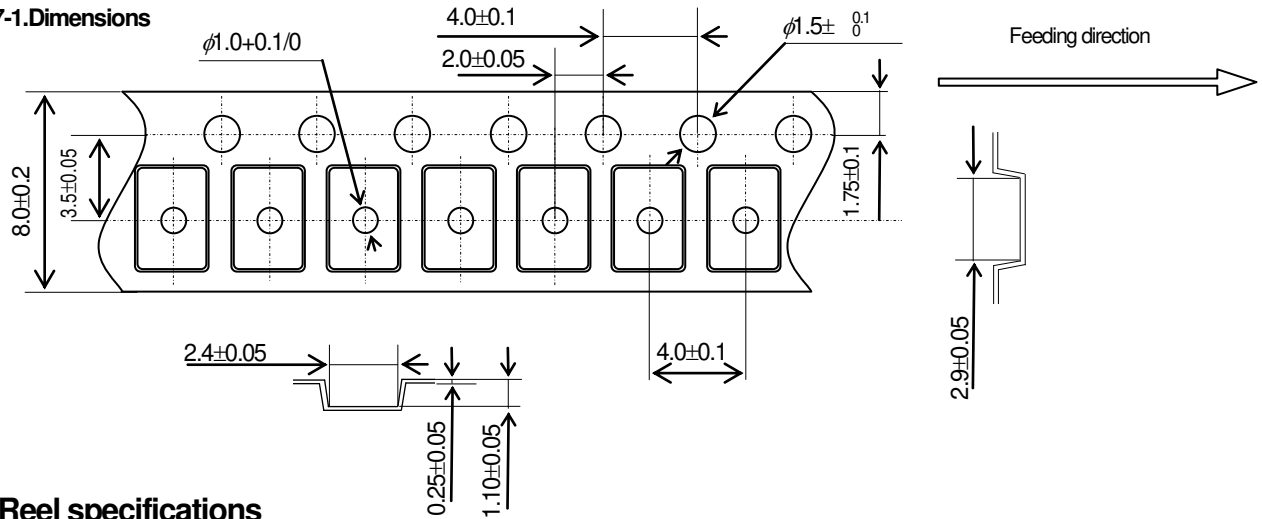 7-1.Dimensions
4.0±0.1
ϕ1.0+0.1/0
ϕ1.5± 0.1 0
Feeding direction
2.0±0.05
8.0±0.2
3.5±0.05
1.75±0.1
2.4±0.05
4.0±0.1
2.9±0.05
0.25±0.05
1.10±0.05
Reel specifications